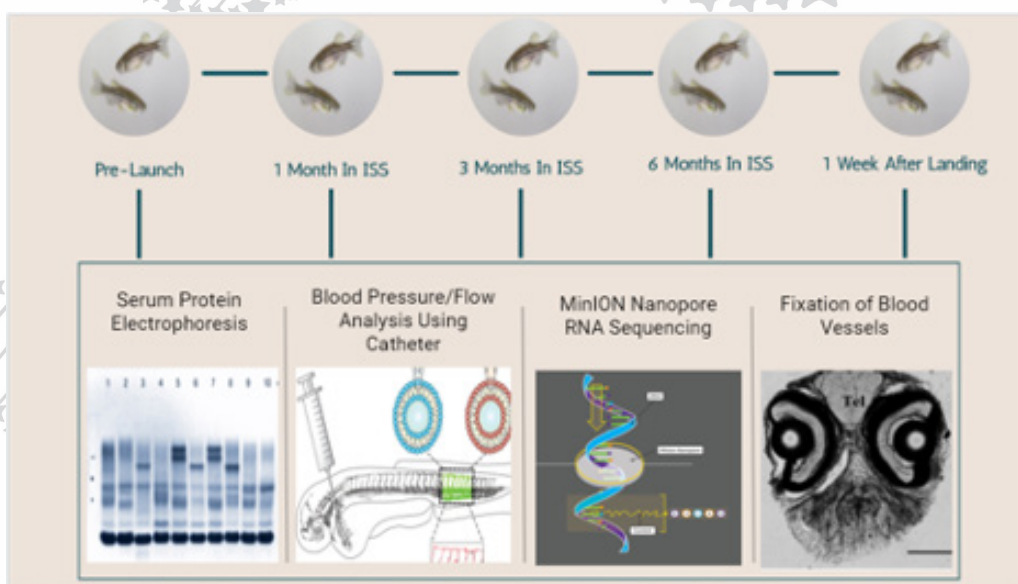 Pre-Launch
1 Month In ISS
3 Months In ISS
6 Months In ISS
1 Week After Landing
Serum Protein
Electrophoresis
Blood Pressure/Flow
Analysis Using
Catheter
MinION Nanopore
RNA Sequencing
Fixation of Blood
Vessels
1 2 3 4 5 6 7 8 9 10
Tel